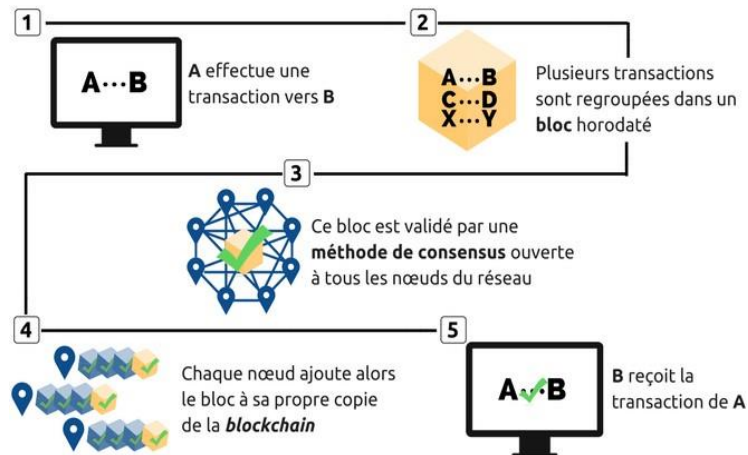 1
A···B
A effectue une
transaction vers B
2
A···B
C···D
X···Y
Plusieurs transactions
sont regroupées dans un
bloc horodaté
3
Ce bloc est validé par une
méthode de consensus ouverte
à tous les nœuds du réseau
4
Chaque nœud ajoute alors
le bloc à sa propre copie
de la blockchain
5
A··B
B reçoit la
transaction de A